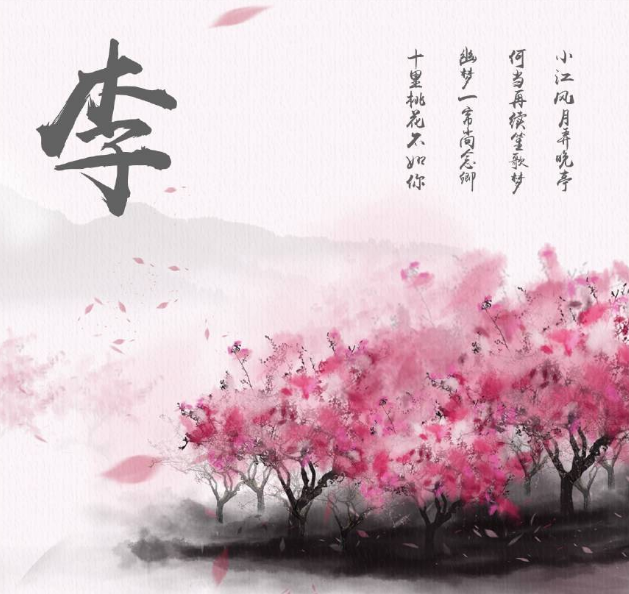 李
小江风月弄晚亭
何当再续笙歌梦
幽梦一帘尚念卿
十里桃花不如你